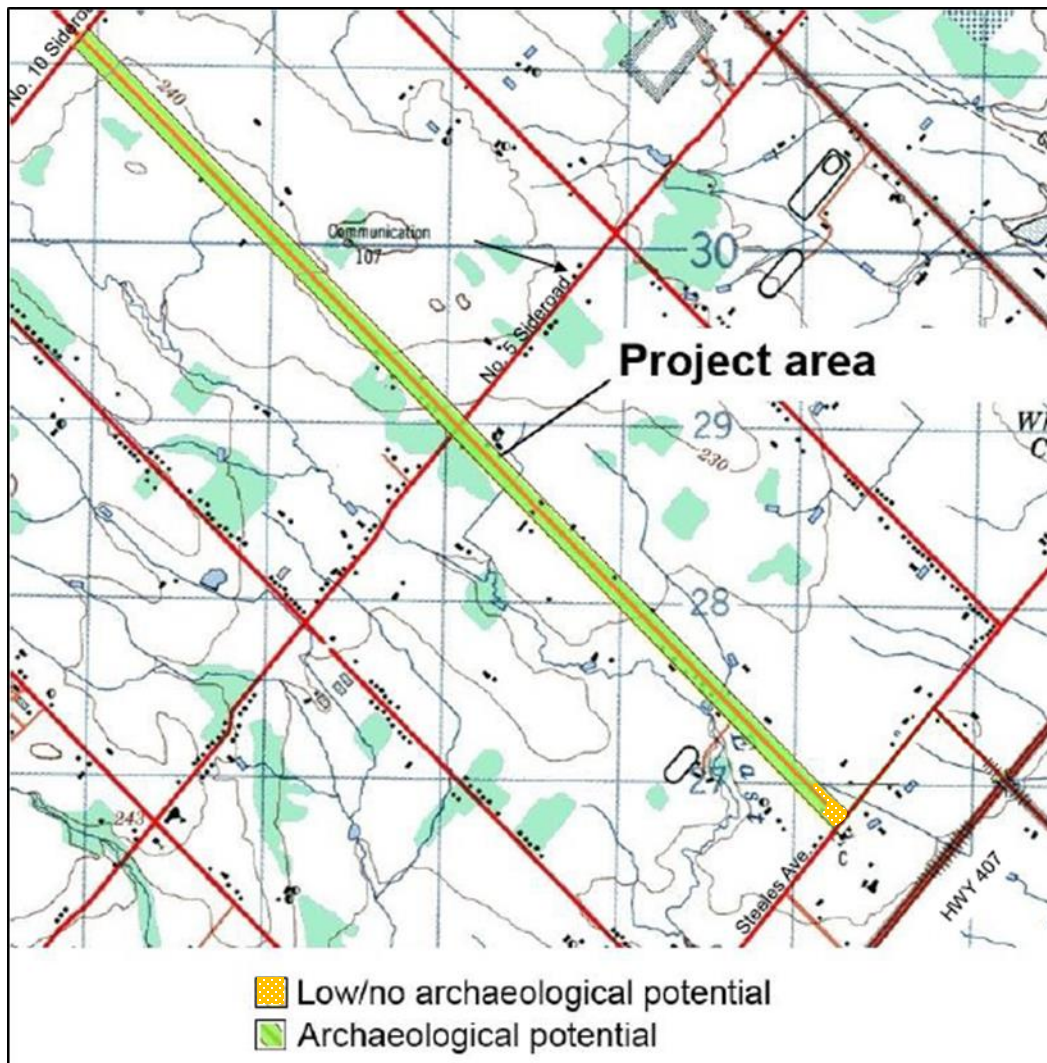 No. 10 Sideroad
240
31
Communication
107
30
No. 5 Sideroad
Project area
29
230
28
27
East
243
Steeles Ave.
C
HWY 407
Low/no archaeological potential
Archaeological potential